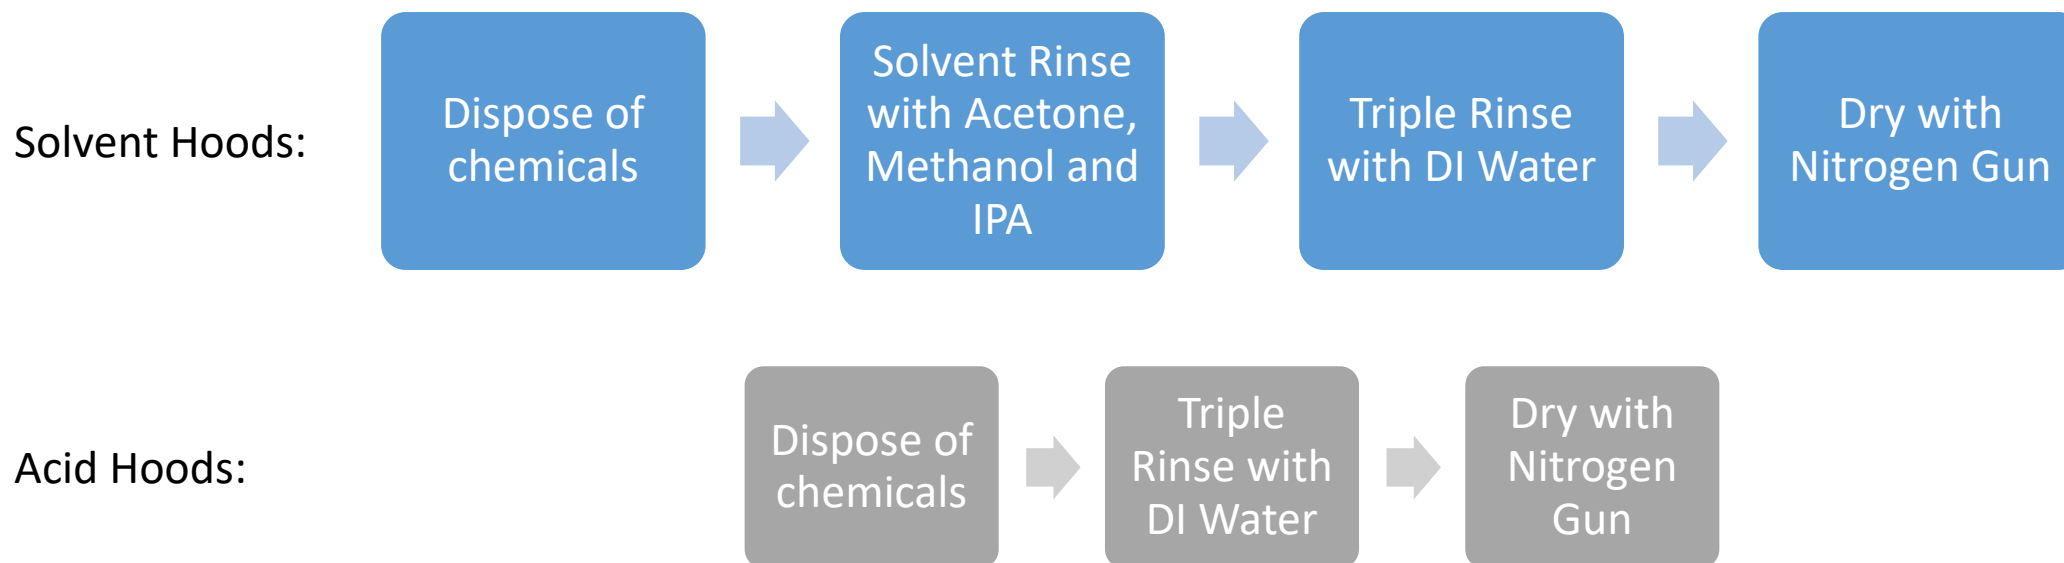 Solvent Hoods:
Dispose of
chemicals
Solvent Rinse
with Acetone,
Methanol and
IPA
Triple Rinse
with DI Water
Dry with
Nitrogen Gun
Acid Hoods:
Dispose of
chemicals
Triple
Rinse with
DI Water
Dry with
Nitrogen
Gun